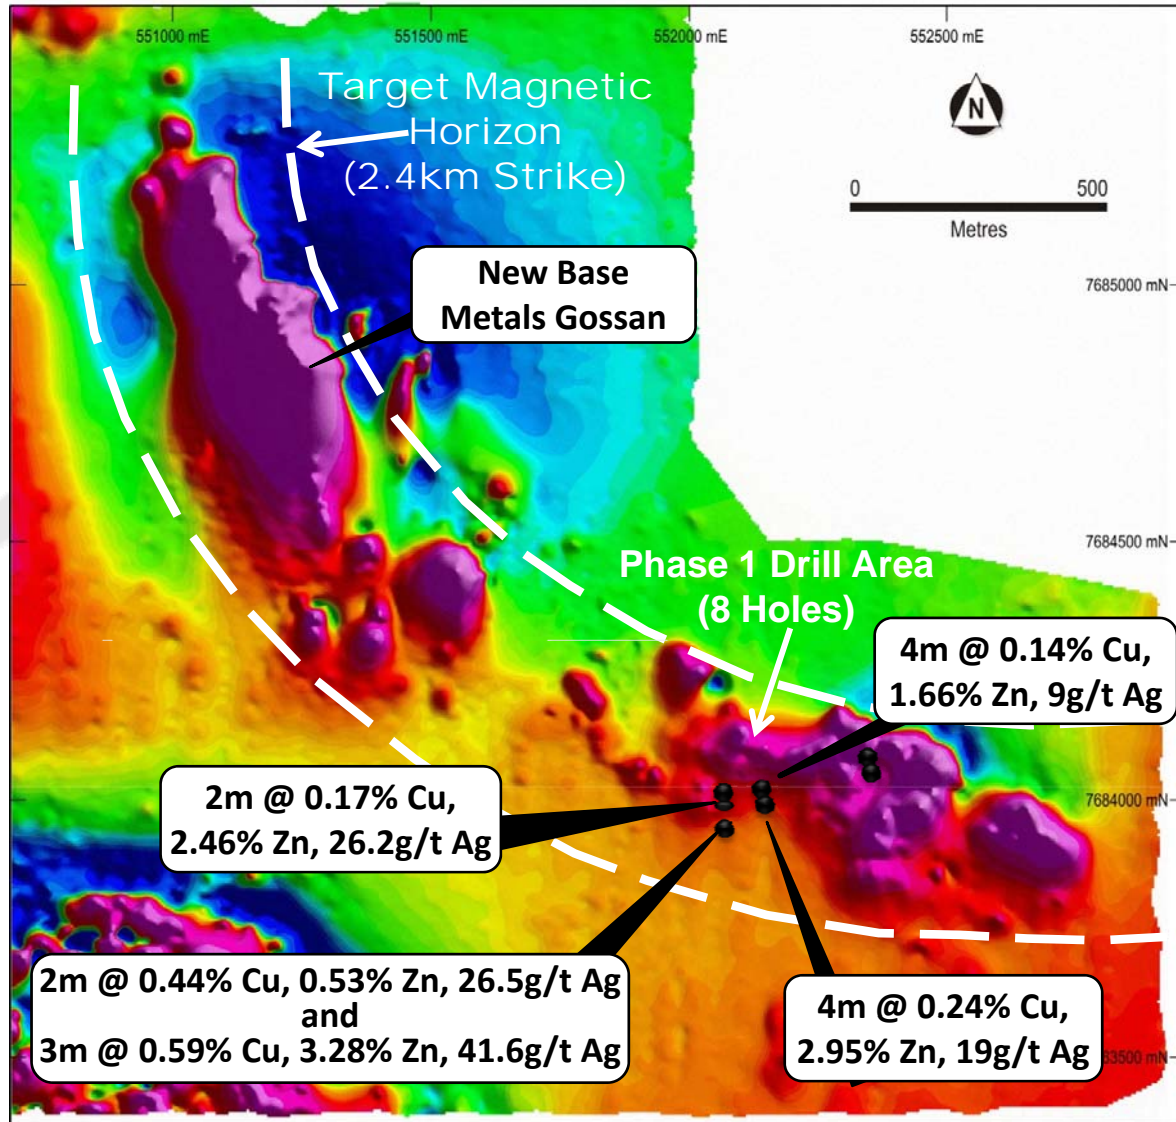 551000 mE
551500 mE
552000 mE
552500 mE
Target Magnetic
Horizon
(2.4km Strike)
N
0
500
Metres
New Base
Metals Gossan
7685000 mN
7684500 mN
Phase 1 Drill Area
(8 Holes)
4m @ 0.14% Cu,
1.66% Zn, 9g/t Ag
2m @ 0.17% Cu,
2.46% Zn, 26.2g/t Ag
7684000 mN
2m @ 0.44% Cu, 0.53% Zn, 26.5g/t Ag
and
3m @ 0.59% Cu, 3.28% Zn, 41.6g/t Ag
4m @ 0.24% Cu,
2.95% Zn, 19g/t Ag
83500 mN